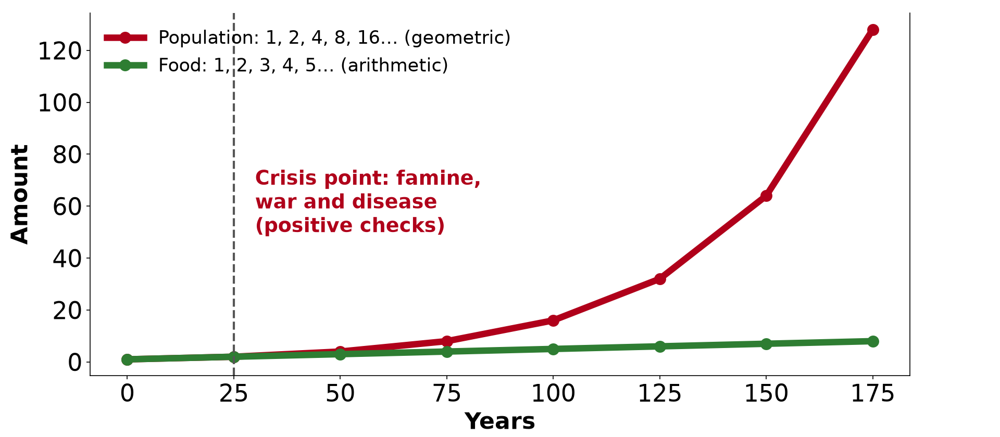 Population: 1, 2, 4, 8, 16... (geometric)
Food: 1, 2, 3, 4, 5... (arithmetic)
120
100
80
60
40
20
0
Amount
Crisis point: famine,
war and disease
(positive checks)
0 25 50 75 100 125 150 175
Years